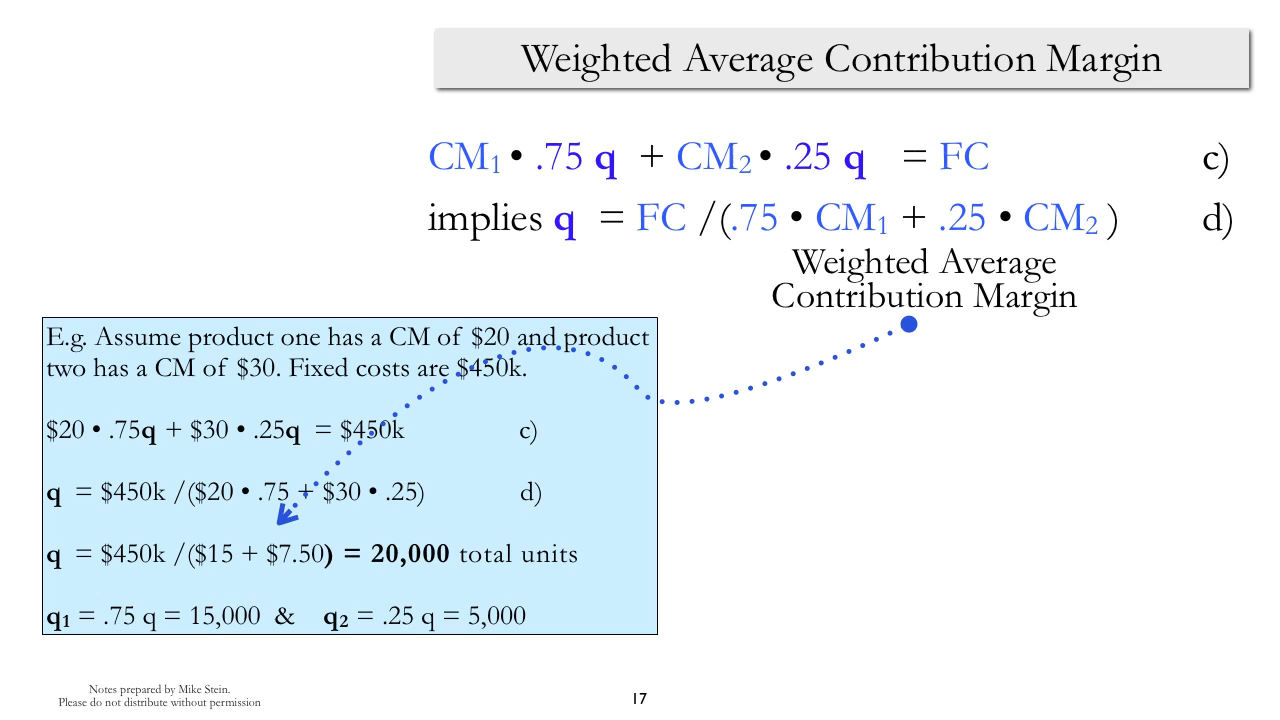 Weighted Average Contribution Margin
CM₁ • .75 q + CM₂ • .25 q = FC c)
implies q = FC /(.75 • CM₁ + .25 • CM₂ ) d)
Weighted Average
Contribution Margin
E.g. Assume product one has a CM of $20 and product
two has a CM of $30. Fixed costs are $450k.
$20 • .75q + $30 • .25q = $450k c)
q = $450k /($20 • .75 + $30 • .25) d)
q = $450k /($15 + $7.50) = 20,000 total units
q₁ = .75 q = 15,000 & q₂ = .25 q = 5,000
Notes prepared by Mike Stein.
Please do not distribute without permission
17